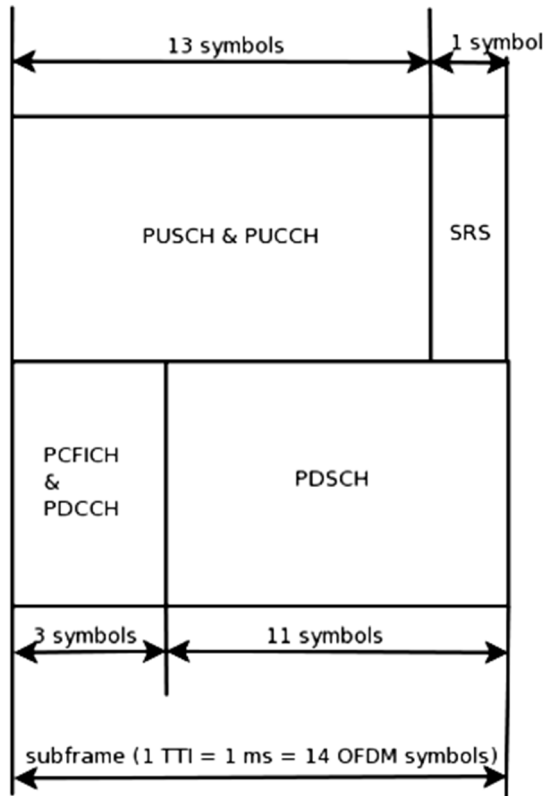 13 symbols
1 symbol
PUSCH & PUCCH
SRS
PCFICH
&
PDCCH
PDSCH
3 symbols
11 symbols
subframe (1 TTI = 1 ms = 14 OFDM symbols)